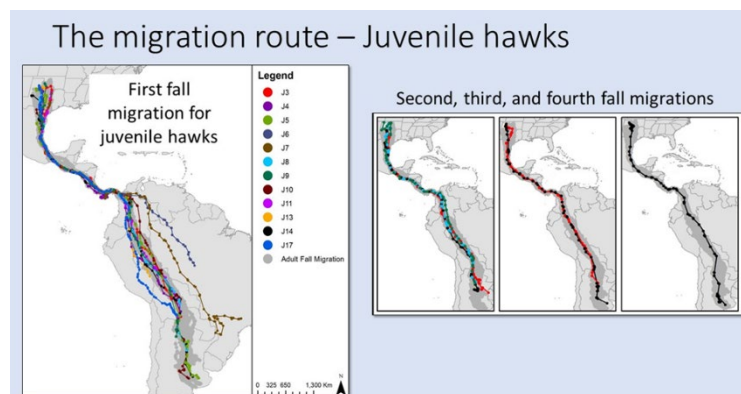 The migration route – Juvenile hawks
First fall
migration for
juvenile hawks
Legend
J3
J4
J5
J6
J7
J8
J9
J10
J11
J13
J14
J17
Adult Fall Migration
0 325 650 1,300 Km
N
Second, third, and fourth fall migrations